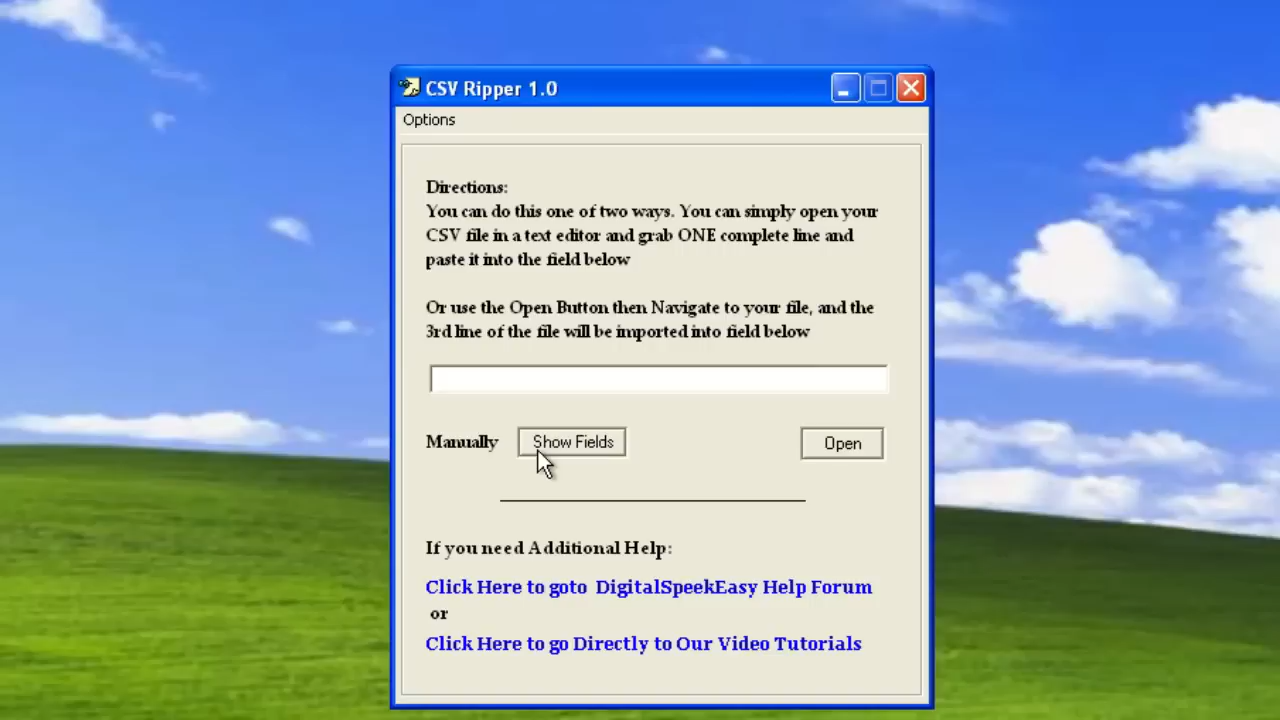 CSV Ripper 1.0
Options
Directions:
You can do this one of two ways. You can simply open your
CSV file in a text editor and grab ONE complete line and
paste it into the field below
Or use the Open Button then Navigate to your file, and the
3rd line of the file will be imported into field below
Manually Show Fields Open
If you need Additional Help:
Click Here to goto DigitalSpeekEasy Help Forum
or
Click Here to go Directly to Our Video Tutorials